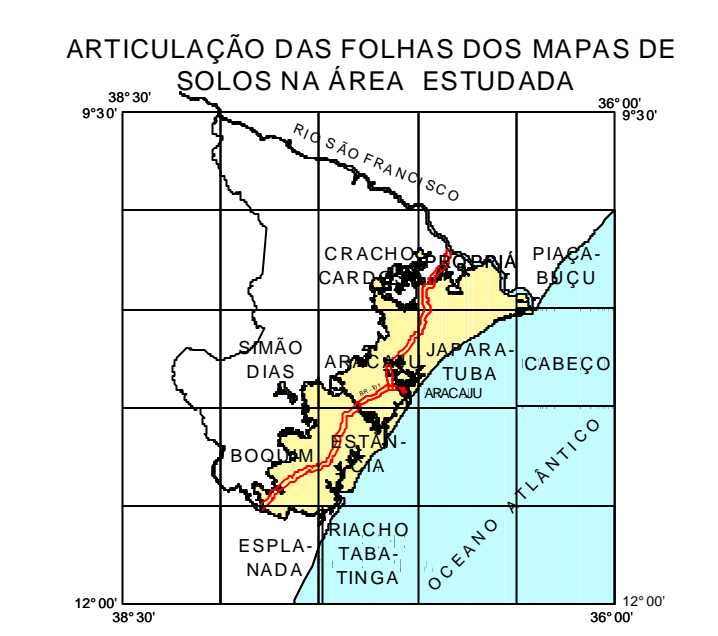 ARTICULAÇÃO DAS FOLHAS DOS MAPAS DE
SOLOS NA ÁREA ESTUDADA
38°30'
36°00'
9°30'
9°30'
RIO SÃO FRANCISCO
CRACHO
CARDO
PROPRIÁ
PIAÇA-
BUÇU
SIMÃO
DIAS
ARACAJU
JAPARA-
TUBA
CABEÇO
ARACAJU
BOQUIM
ESTÂN-
CIA
OCEANO ATLÂNTICO
ESPLA-
NADA
RIACHO
TABA-
TINGA
12°00'
12°00'
38°30'
36°00'